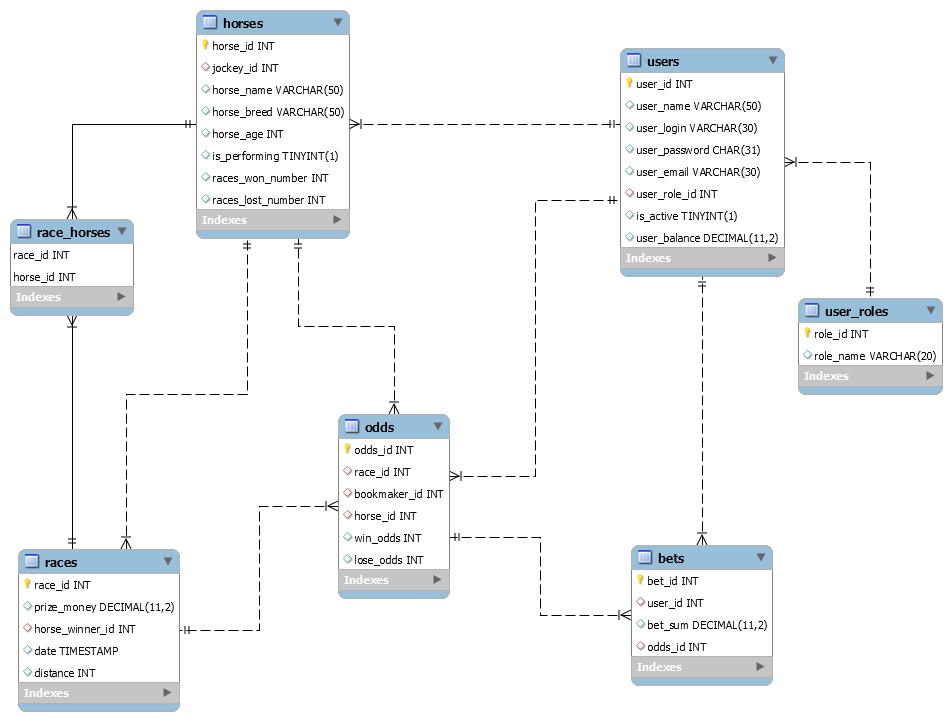 horses
horse_id INT
jockey_id INT
horse_name VARCHAR(50)
horse_breed VARCHAR(50)
horse_age INT
is_performing TINYINT(1)
races_won_number INT
races_lost_number INT
Indexes
users
user_id INT
user_name VARCHAR(50)
user_login VARCHAR(30)
user_password CHAR(31)
user_email VARCHAR(30)
user_role_id INT
is_active TINYINT(1)
user_balance DECIMAL(11,2)
Indexes
race_horses
race_id INT
horse_id INT
Indexes
user_roles
role_id INT
role_name VARCHAR(20)
Indexes
odds
odds_id INT
race_id INT
bookmaker_id INT
horse_id INT
win_odds INT
lose_odds INT
Indexes
races
race_id INT
prize_money DECIMAL(11,2)
horse_winner_id INT
date TIMESTAMP
distance INT
Indexes
bets
bet_id INT
user_id INT
bet_sum DECIMAL(11,2)
odds_id INT
Indexes